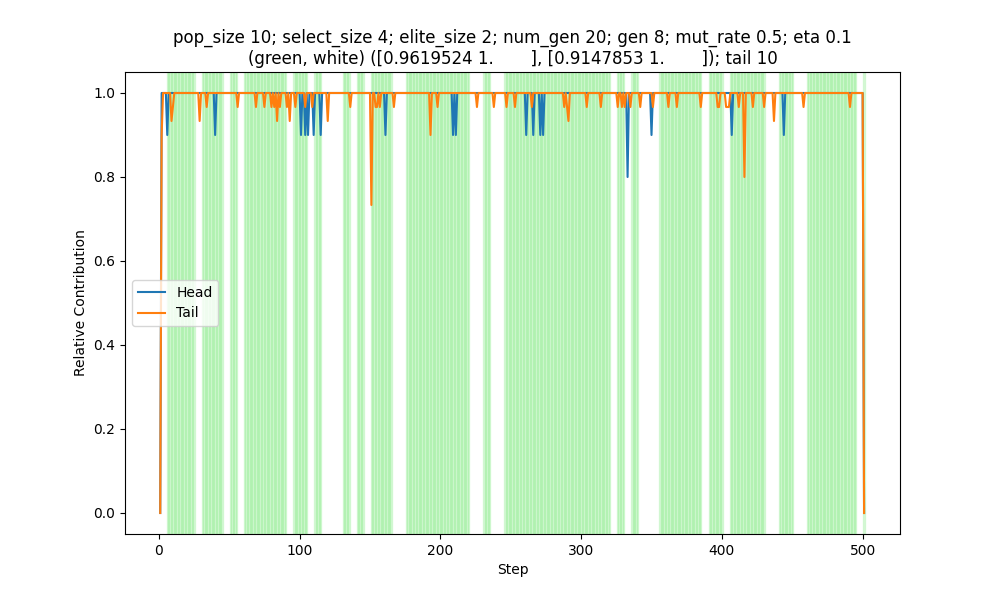 pop_size 10; select_size 4; elite_size 2; num_gen 20; gen 8; mut_rate 0.5; eta 0.1
(green, white) ([0.9619524 1.        ], [0.9147853 1.        ]); tail 10
1.0
0.8
0.6
0.4
0.2
0.0
Relative Contribution
Head
Tail
0
100
200
300
400
500
Step